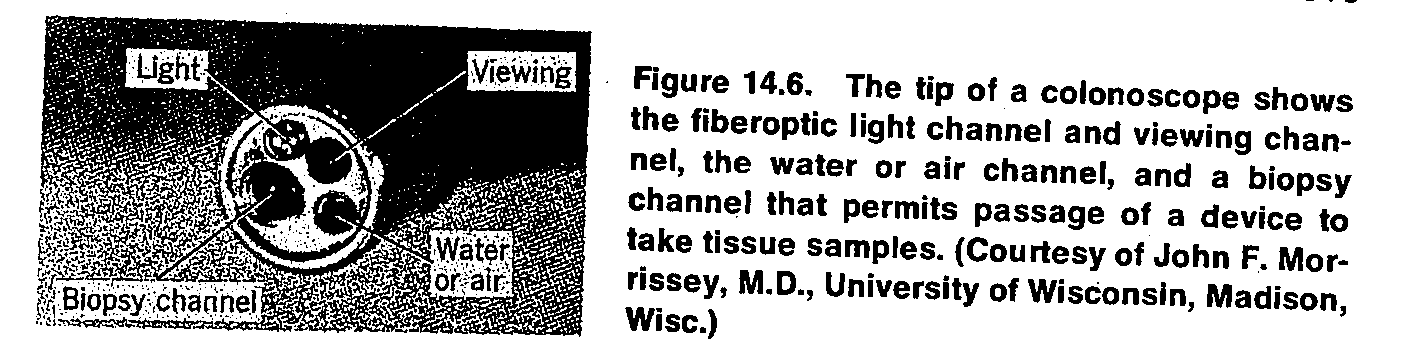 Light
Viewing
Water
or air
Biopsy channel
Figure 14.6. The tip of a colonoscope shows
the fiberoptic light channel and viewing chan-
nel, the water or air channel, and a biopsy
channel that permits passage of a device to
take tissue samples. (Courtesy of John F. Mor-
rissey, M.D., University of Wisconsin, Madison,
Wisc.)